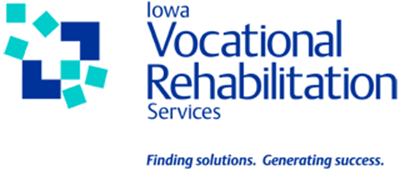 Iowa
Vocational
Rehabilitation
Services
Finding solutions.  Generating success.